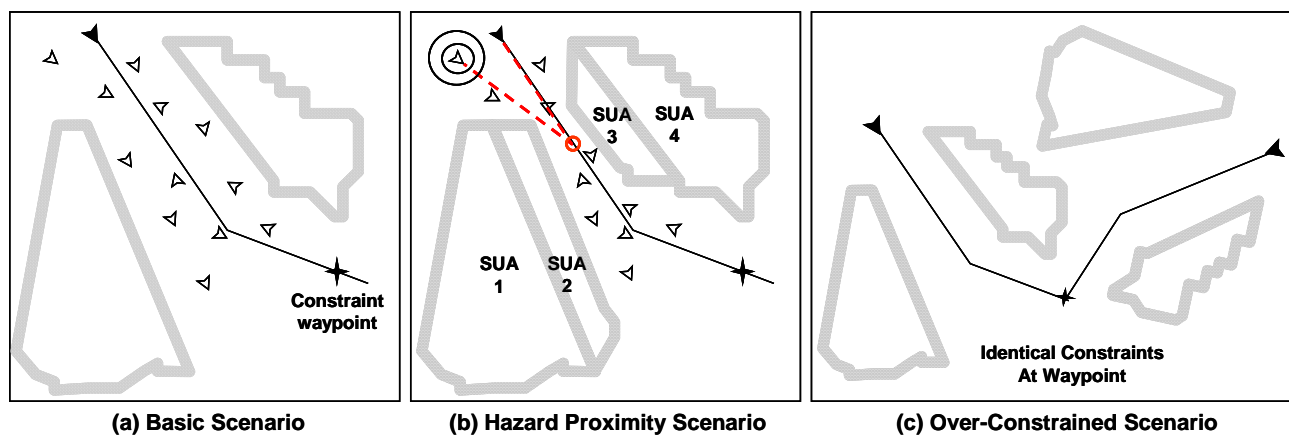 Constraint
waypoint
(a) Basic Scenario
SUA
3
SUA
4
SUA
1
SUA
2
(b) Hazard Proximity Scenario
Identical Constraints
At Waypoint
(c) Over-Constrained Scenario